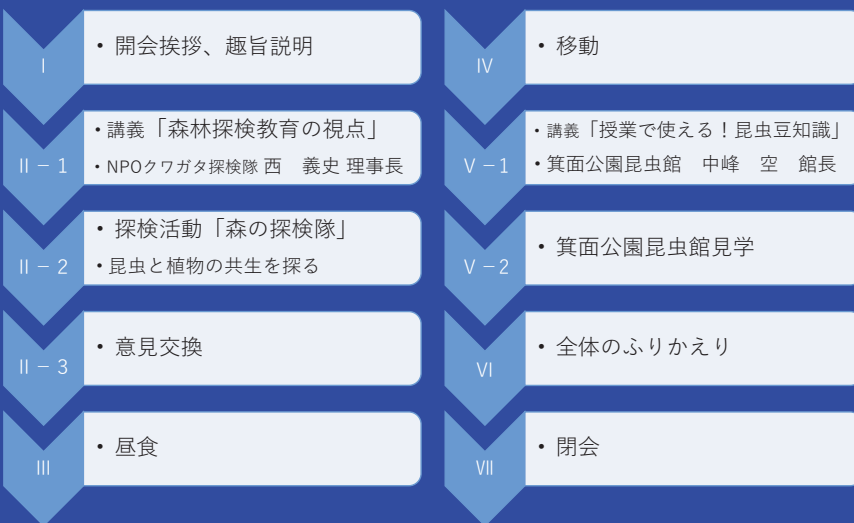 I
・開会挨拶、趣旨説明
II－1
・講義「森林探検教育の視点」
・NPOクワガタ探検隊 西　義史 理事長
II－2
・探検活動「森の探検隊」
・昆虫と植物の共生を探る
II－3
・意見交換
III
・昼食
IV
・移動
V－1
・講義「授業で使える！昆虫豆知識」
・箕面公園昆虫館　中峰　空　館長
V－2
・箕面公園昆虫館見学
VI
・全体のふりかえり
VII
・閉会